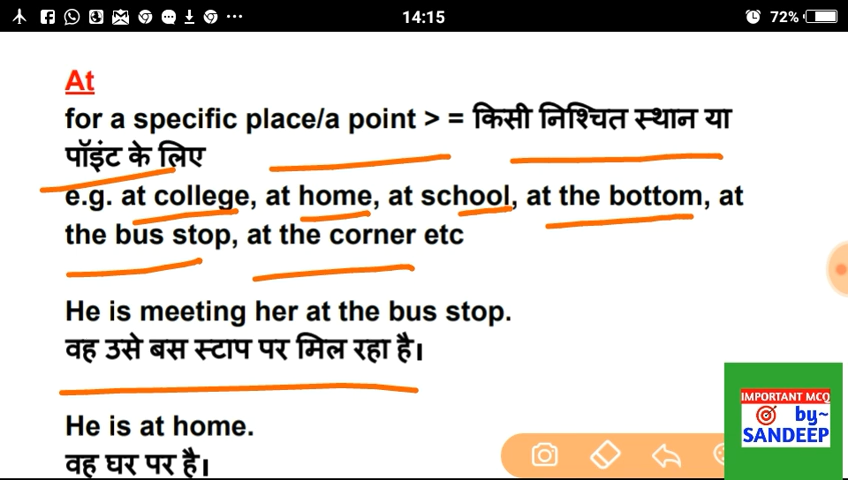 14:15
72%
At
for a specific place/a point > = किसी निश्चित स्थान या
पॉइंट के लिए
e.g. at college, at home, at school, at the bottom, at
the bus stop, at the corner etc
He is meeting her at the bus stop.
वह उसे बस स्टाप पर मिल रहा है।
He is at home.
वह घर पर है।
IMPORTANT MCQ
by~
SANDEEP